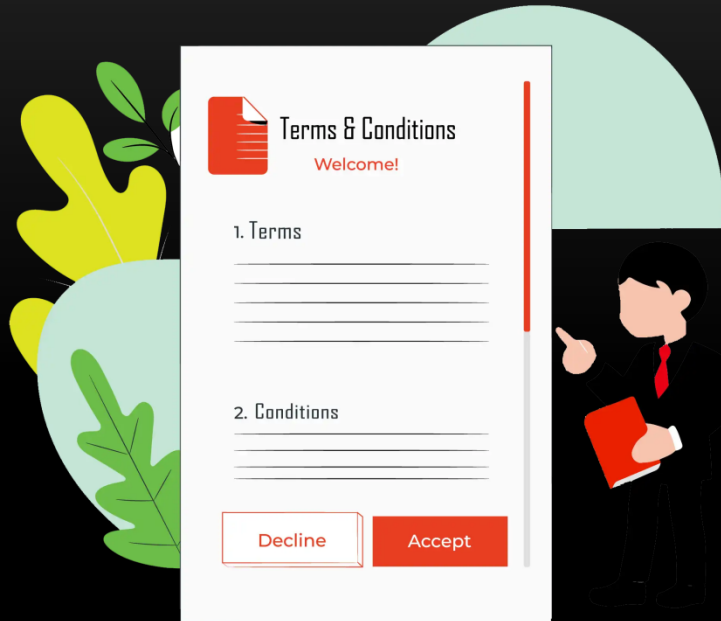 Terms & Conditions
Welcome!
1. Terms
2. Conditions
Decline
Accept